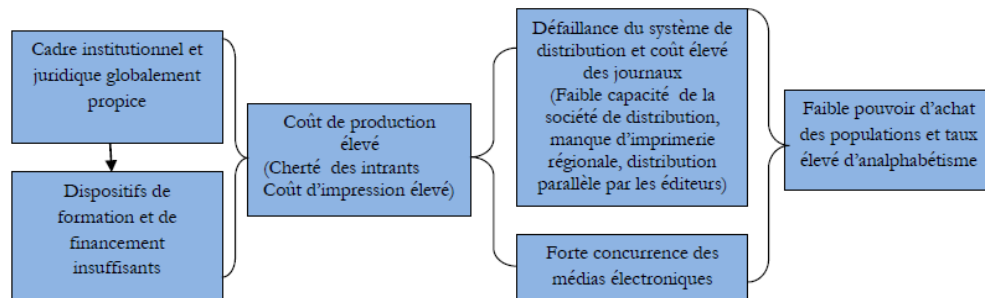 Cadre institutionnel et
juridique globalement
propice
Dispositifs de
formation et de
financement
insuffisants
Coût de production
élevé
(Cherté des intrants
Coût d'impression élevé)
Défaillance du système de
distribution et coût élevé
des journaux
(Faible capacité de la
société de distribution,
manque d'imprimerie
régionale, distribution
parallèle par les éditeurs)
Forte concurrence des
médias électroniques
Faible pouvoir d'achat
des populations et taux
élevé d'analphabétisme